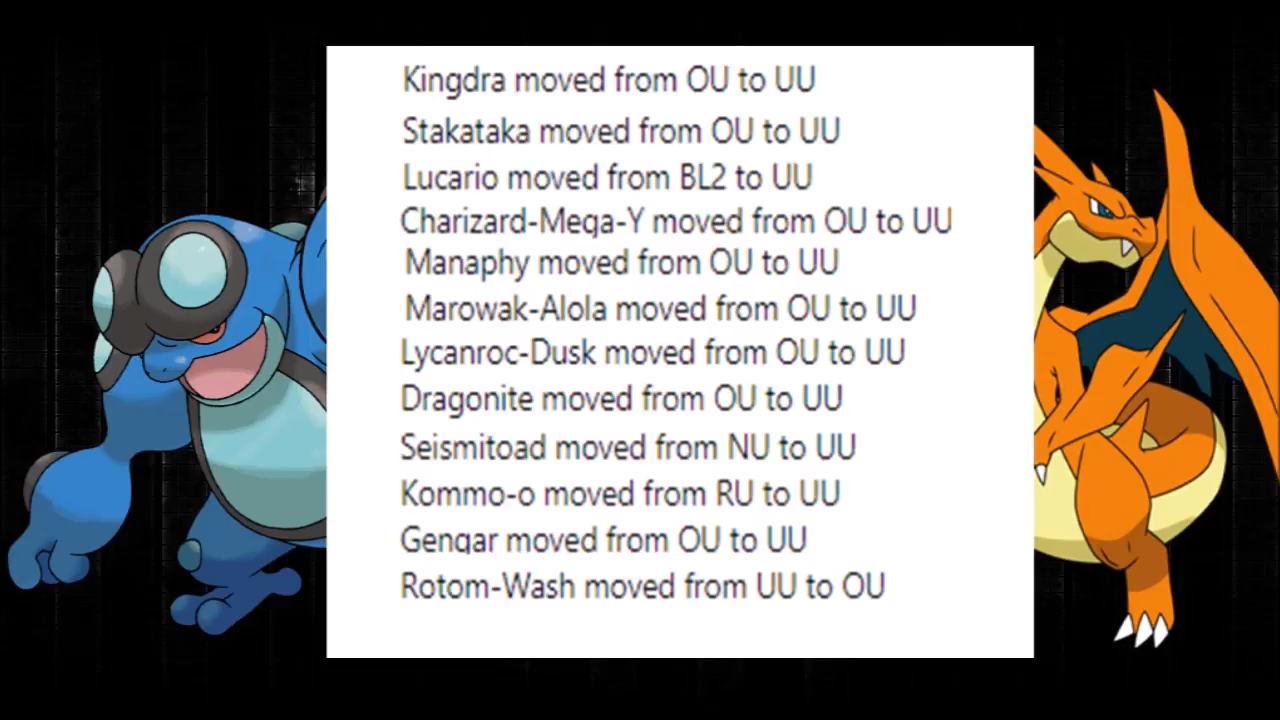 Kingdra moved from OU to UU
Stakataka moved from OU to UU
Lucario moved from BL2 to UU
Charizard-Mega-Y moved from OU to UU
Manaphy moved from OU to UU
Marowak-Alola moved from OU to UU
Lycanroc-Dusk moved from OU to UU
Dragonite moved from OU to UU
Seismitoad moved from NU to UU
Kommo-o moved from RU to UU
Gengar moved from OU to UU
Rotom-Wash moved from UU to OU